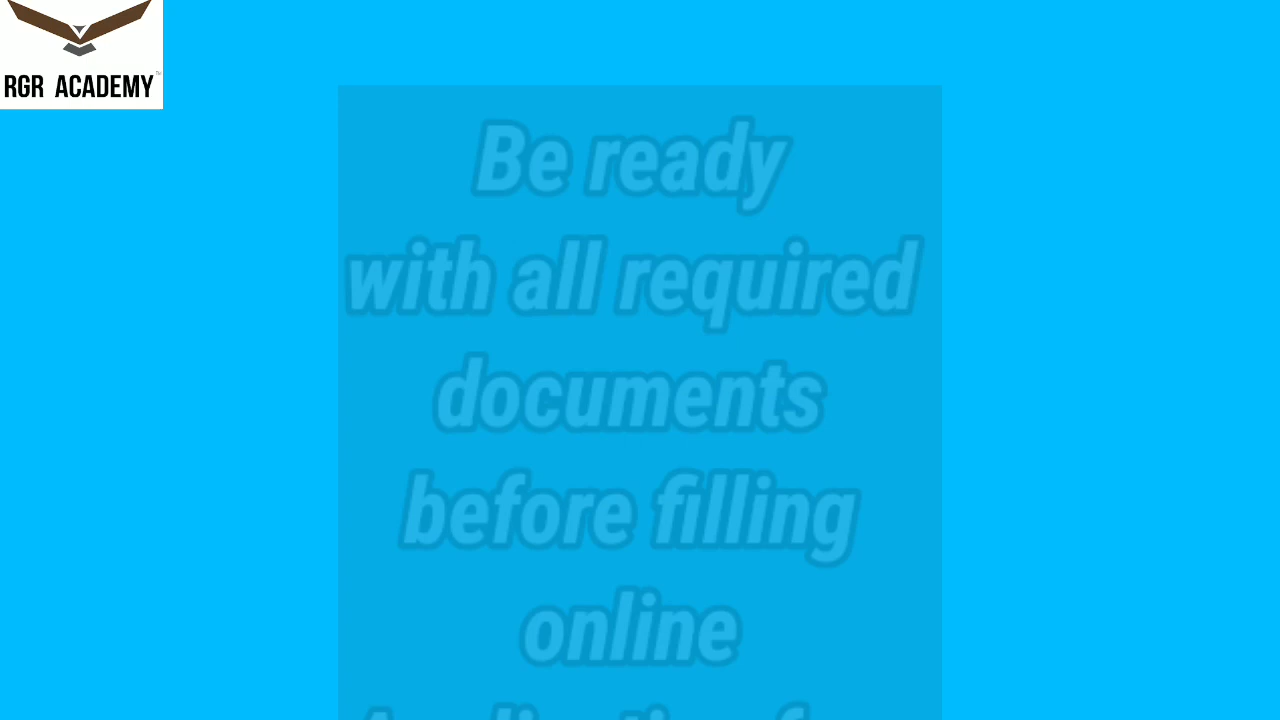 RGR ACADEMY
Be ready
with all required
documents
before filling
online